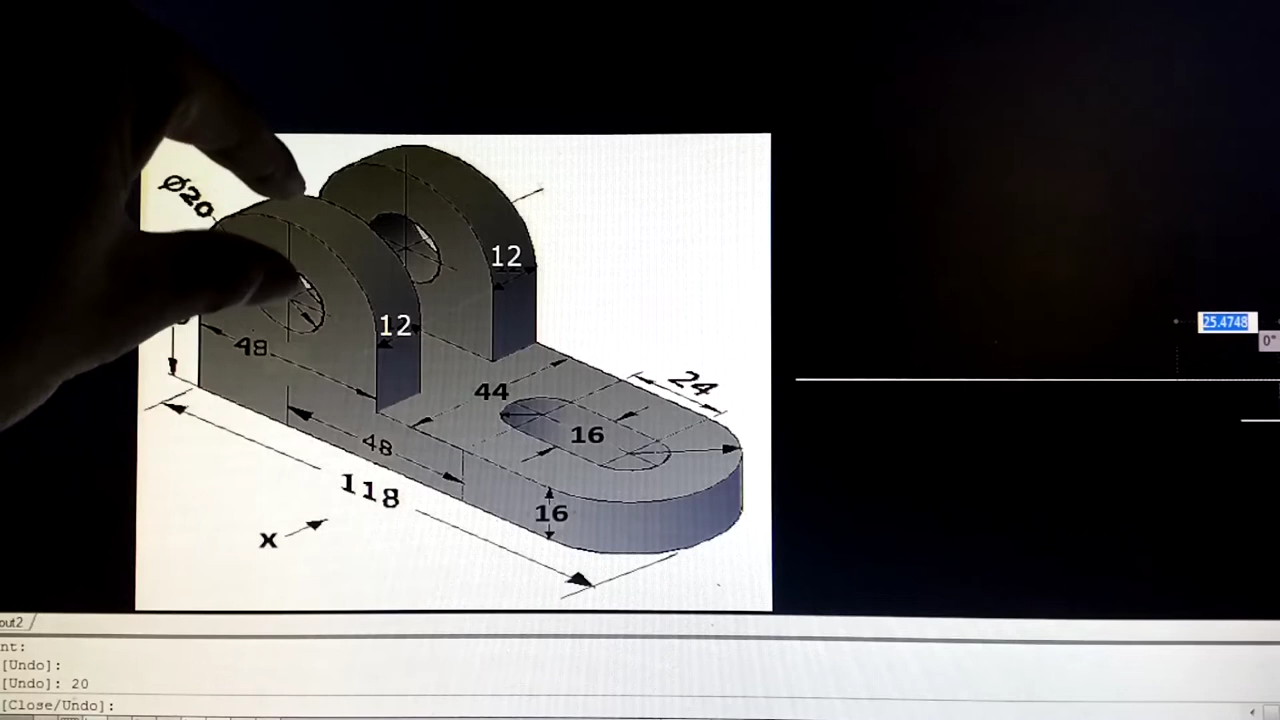 Ø20
12
12
48
24
44
16
48
118
16
x
25.4748
0°
out2
nt:
[Undo]:
[Undo]: 20
[Close/Undo]: